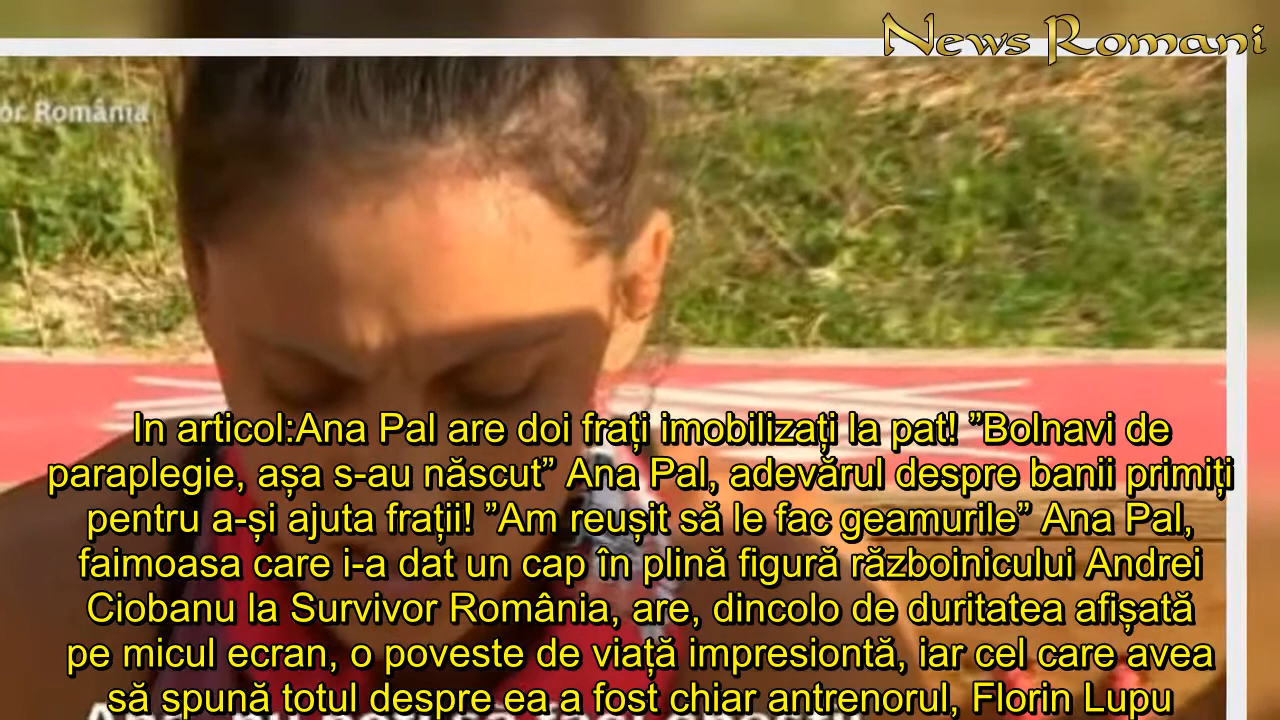 News Romani
or România
In articol:Ana Pal are doi frați imobilizați la pat! ”Bolnavi de
paraplegie, așa s-au născut” Ana Pal, adevărul despre banii primiți
pentru a-și ajuta frații! ”Am reușit să le fac geamurile” Ana Pal,
faimoasa care i-a dat un cap în plină figură războinicului Andrei
Ciobanu la Survivor România, are, dincolo de duritatea afișată
pe micul ecran, o poveste de viață impresiontă, iar cel care avea
să spună totul despre ea a fost chiar antrenorul, Florin Lupu